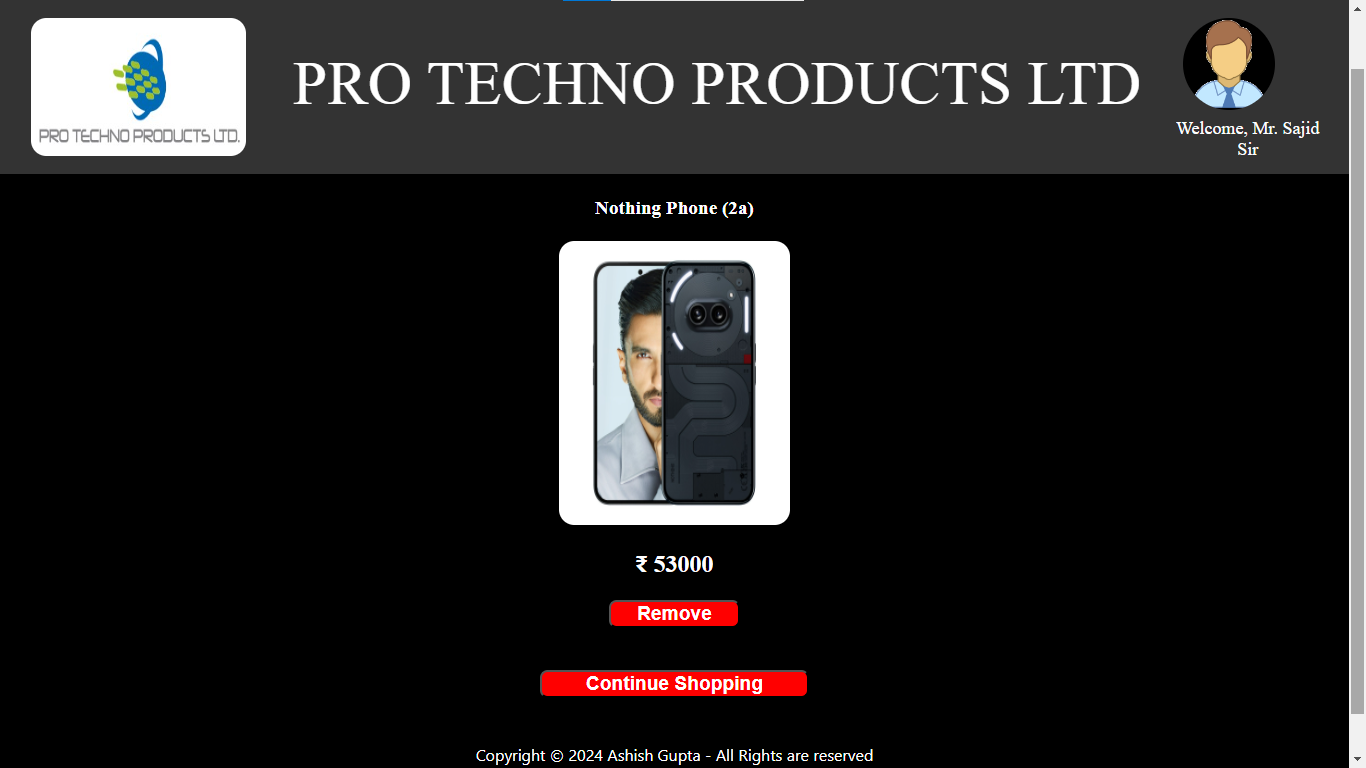 PRO TECHNO PRODUCTS LTD.
PRO TECHNO PRODUCTS LTD
Welcome, Mr. Sajid
Sir
Nothing Phone (2a)
₹ 53000
Remove
Continue Shopping
Copyright © 2024 Ashish Gupta - All Rights are reserved